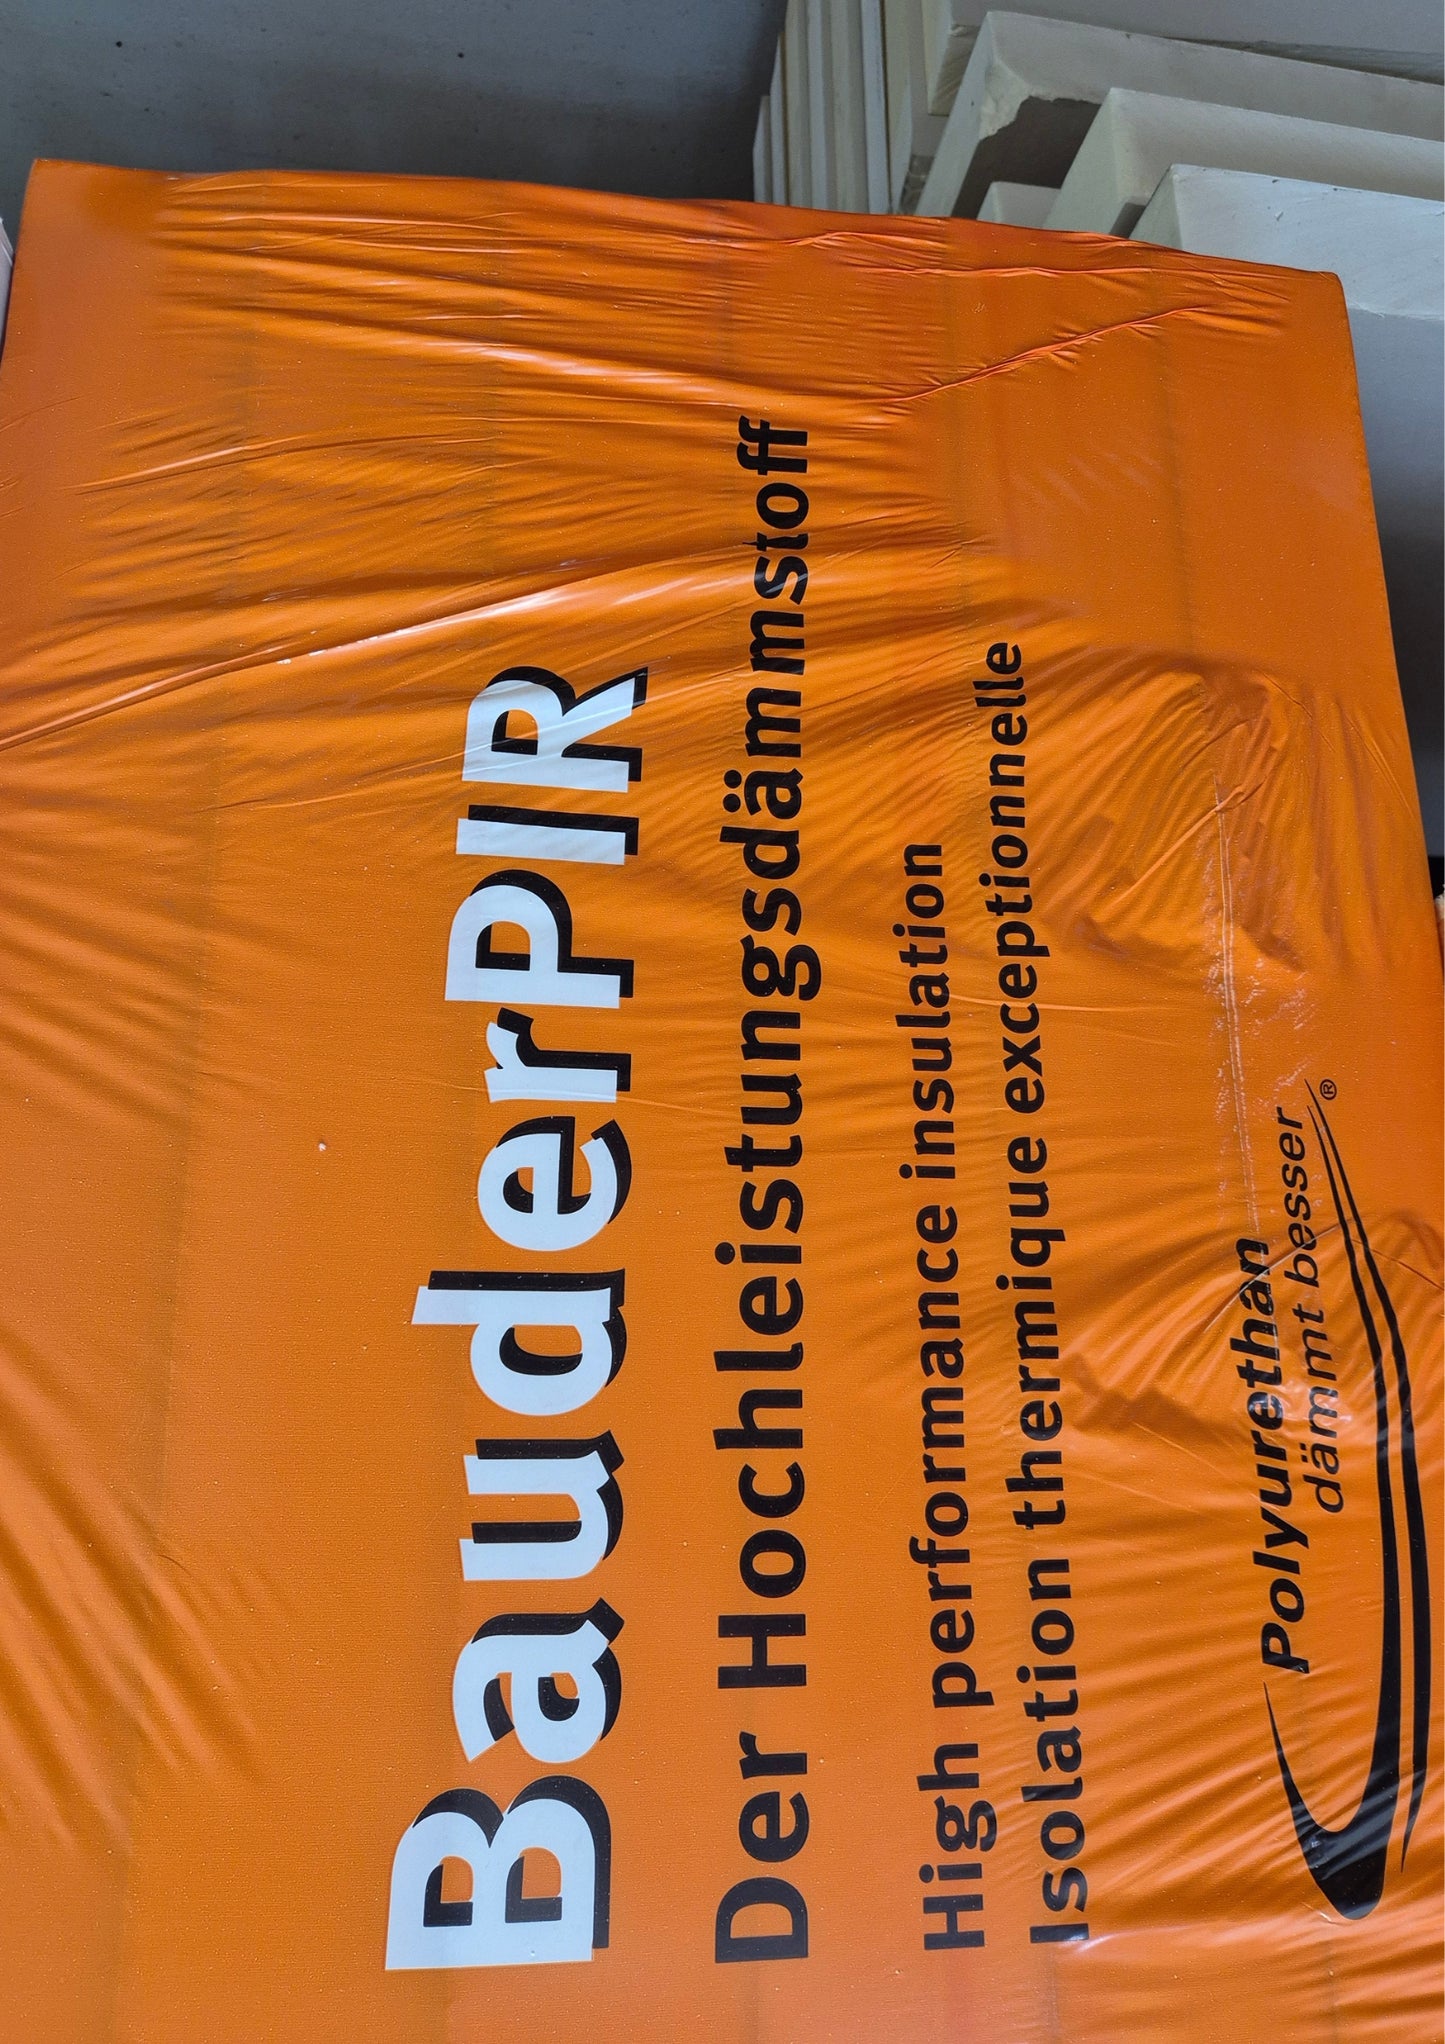 BauderPIR
Der Hochleistungsdämmstoff
High performance insulation
Isolation thermique exceptionnelle
Polyurethan
dämmt besser
®